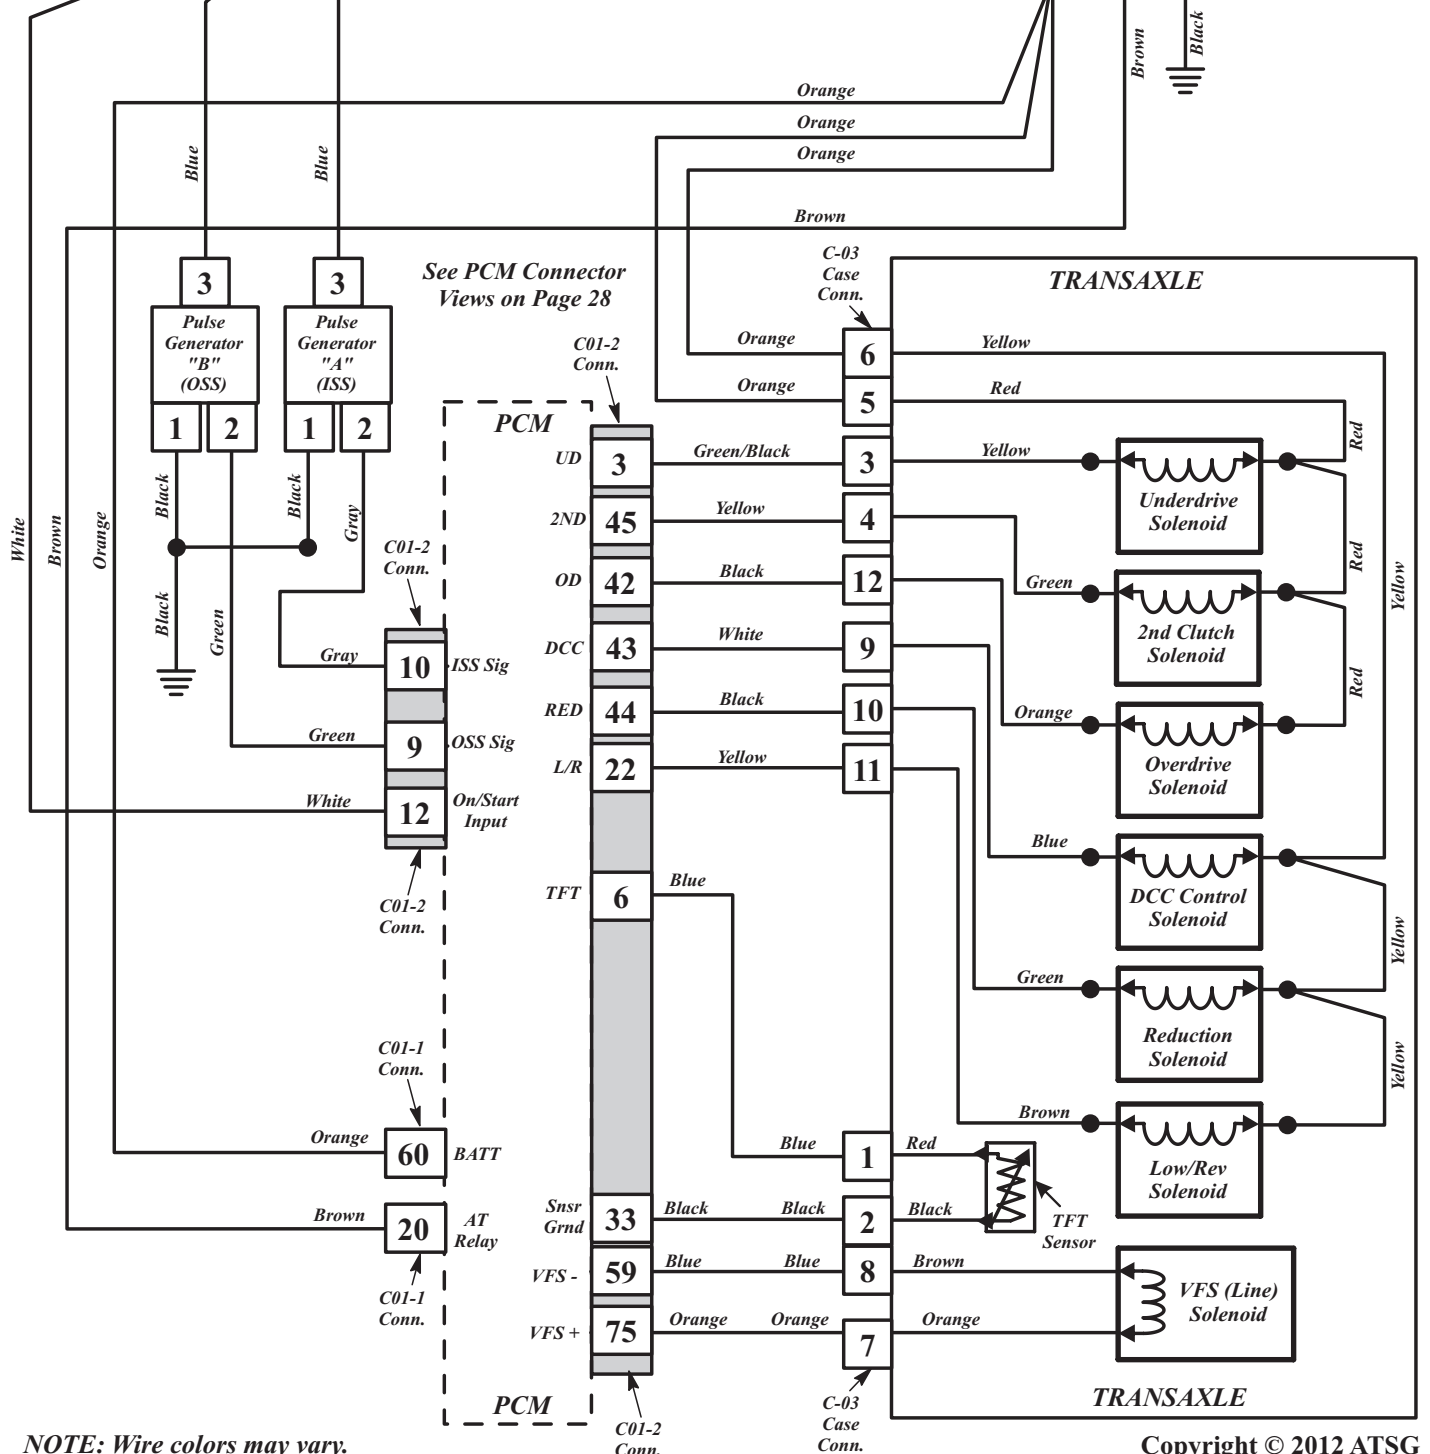 Black
Brown
Orange
Orange
Orange
Blue
Blue
Brown
3
3
See PCM Connector
Views on Page 28
C-03
Case
Conn.
TRANSAXLE
Pulse
Generator
"B"
(OSS)
Pulse
Generator
"A"
(ISS)
1
2
1
2
C01-2
Conn.
PCM
Orange
6
Yellow
Orange
5
Red
Red
UD
3
Green/Black
3
Yellow
Underdrive
Solenoid
2ND
45
Yellow
4
Red
OD
42
Black
12
Green
2nd Clutch
Solenoid
Yellow
DCC
43
White
9
Red
RED
44
Black
10
Orange
Overdrive
Solenoid
L/R
22
Yellow
11
Black
Black
Gray
White
Brown
Orange
Black
Green
C01-2
Conn.
Gray
10
ISS Sig
Green
9
OSS Sig
White
12
On/Start
Input
C01-2
Conn.
Blue
DCC Control
Solenoid
TFT
6
Blue
Yellow
Green
Reduction
Solenoid
Yellow
C01-1
Conn.
Orange
60
BATT
Brown
Low/Rev
Solenoid
Blue
1
Red
Brown
20
AT
Relay
C01-1
Conn.
Snsr
Grnd
33
Black
Black
2
Black
TFT
Sensor
VFS -
59
Blue
Blue
8
Brown
VFS (Line)
Solenoid
VFS +
75
Orange
Orange
7
Orange
PCM
C01-2
Conn.
C-03
Case
Conn.
TRANSAXLE
NOTE: Wire colors may vary.
Copyright © 2012 ATSG